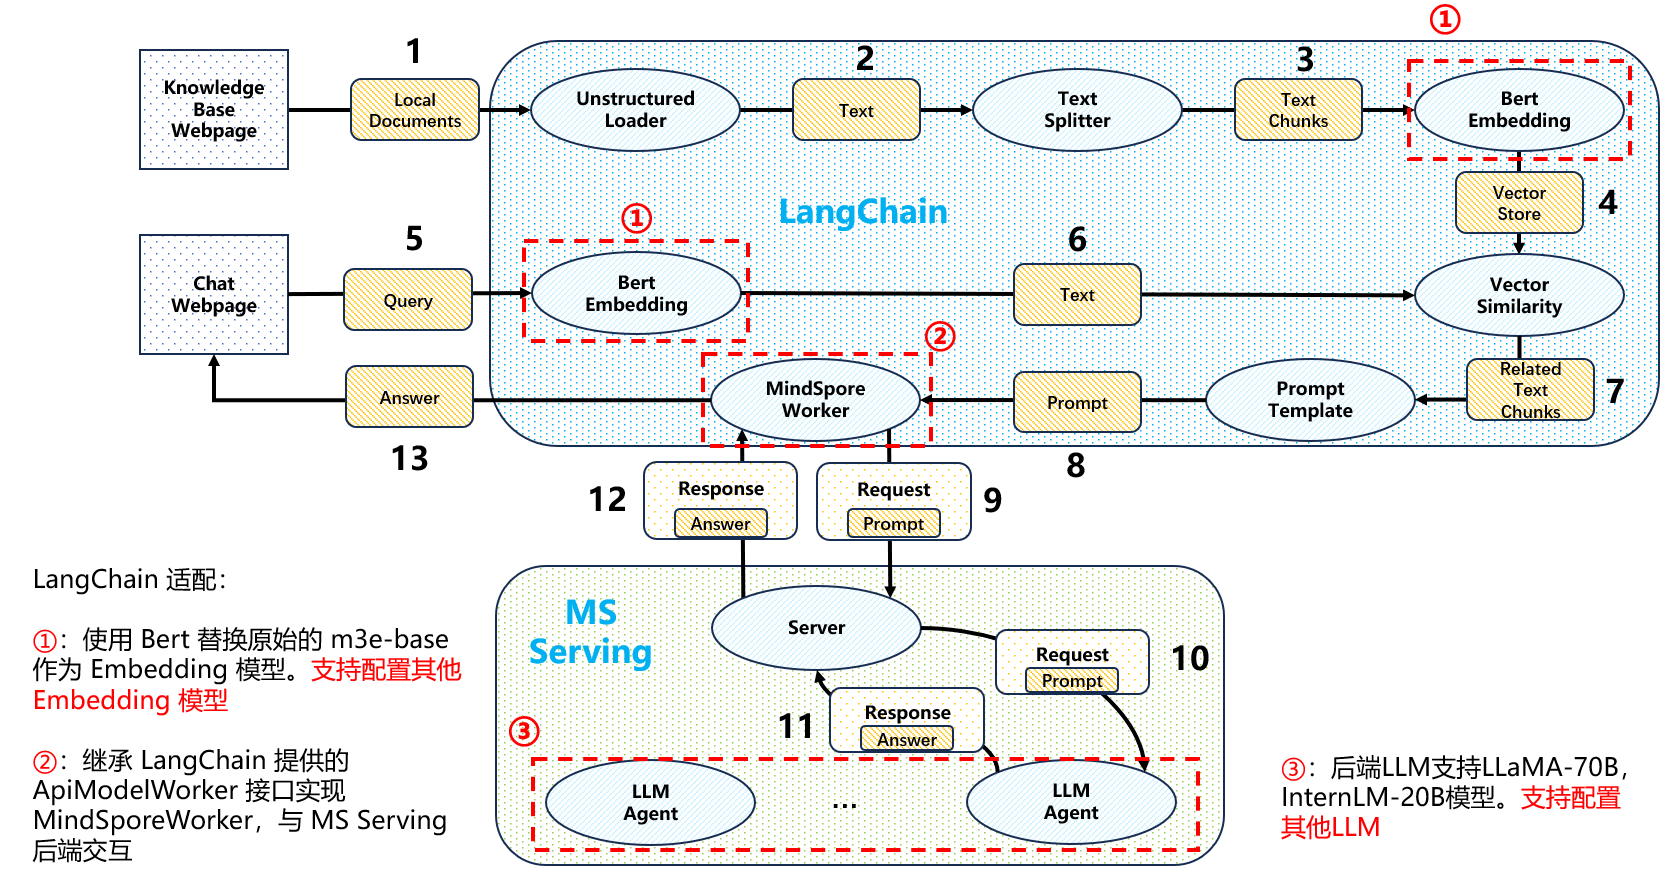 ①
1
2
3
Knowledge
Base
Webpage
Local
Documents
Unstructured
Loader
Text
Text
Splitter
Text
Chunks
Bert
Embedding
LangChain
Vector
Store
4
①
5
6
Chat
Webpage
Query
Bert
Embedding
Text
Vector
Similarity
②
Answer
MindSpore
Worker
Prompt
Prompt
Template
Related
Text
Chunks
7
13
8
12
Response
Answer
Request
Prompt
9
MS
Serving
Server
Request
Prompt
10
11
Response
Answer
③
LLM
Agent
...
LLM
Agent
LangChain 适配：
①：使用 Bert 替换原始的 m3e-base
作为 Embedding 模型。支持配置其他
Embedding 模型
②：继承 LangChain 提供的
ApiModelWorker 接口实现
MindSporeWorker，与 MS Serving
后端交互
③：后端LLM支持LLaMA-70B，
InternLM-20B模型。支持配置
其他LLM